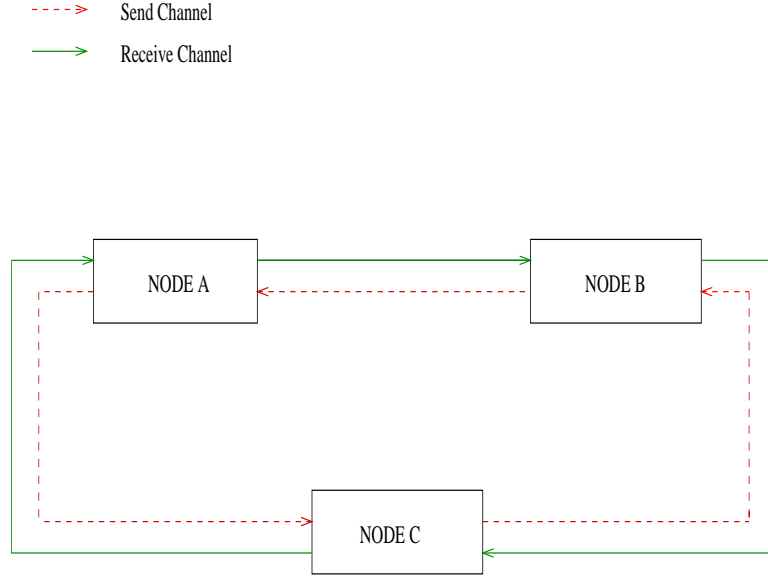 Send Channel
Receive Channel
NODE A
NODE B
NODE C